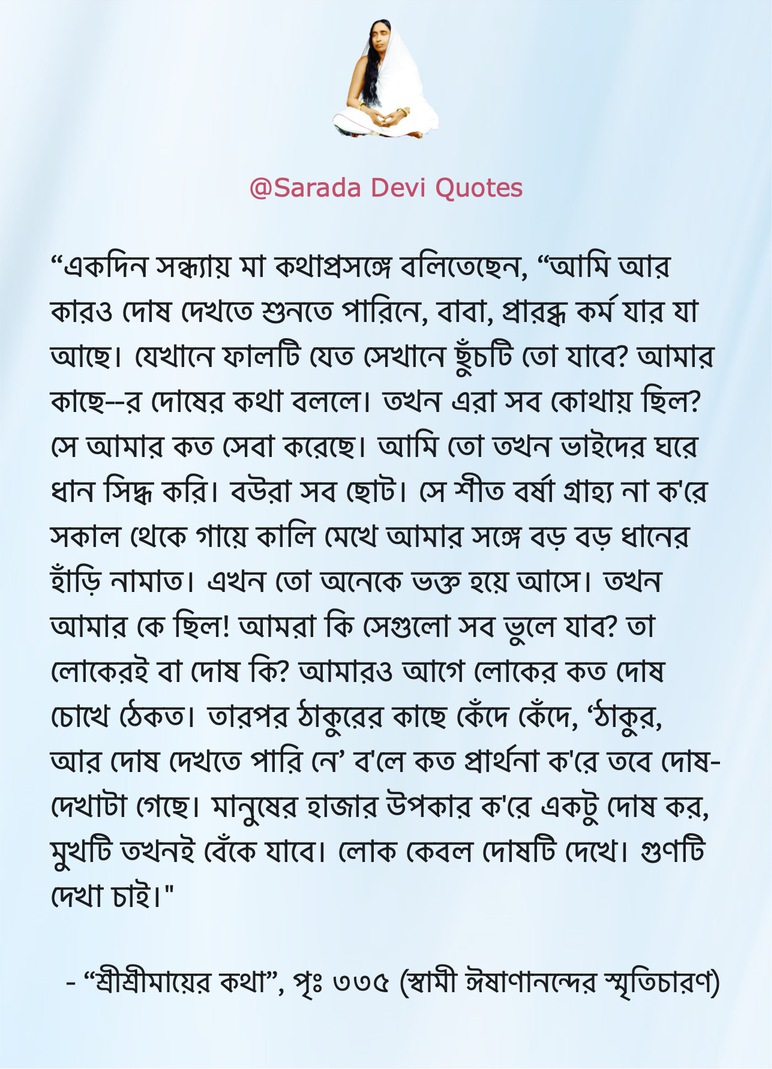 @Sarada Devi Quotes
“একদিন সন্ধ্যায় মা কথাপ্রসঙ্গে বলিতেছেন, “আমি আর
কারও দোষ দেখতে শুনতে পারিনে, বাবা, প্রারব্ধ কর্ম যার যা
আছে। যেখানে ফালটি যেত সেখানে ছুঁচটি তো যাবে? আমার
কাছে--র দোষের কথা বললে। তখন এরা সব কোথায় ছিল?
সে আমার কত সেবা করেছে। আমি তো তখন ভাইদের ঘরে
ধান সিদ্ধ করি। বউরা সব ছোট। সে শীত বর্ষা গ্রাহ্য না ক'রে
সকাল থেকে গায়ে কালি মেখে আমার সঙ্গে বড় বড় ধানের
হাঁড়ি নামাত। এখন তো অনেকে ভক্ত হয়ে আসে। তখন
আমার কে ছিল! আমরা কি সেগুলো সব ভুলে যাব? তা
লোকেরই বা দোষ কি? আমারও আগে লোকের কত দোষ
চোখে ঠেকত। তারপর ঠাকুরের কাছে কেঁদে কেঁদে, ‘ঠাকুর,
আর দোষ দেখতে পারি নে’ ব'লে কত প্রার্থনা ক'রে তবে দোষ-
দেখাটা গেছে। মানুষের হাজার উপকার ক'রে একটু দোষ কর,
মুখটি তখনই বেঁকে যাবে। লোক কেবল দোষটি দেখে। গুণটি
দেখা চাই।"
- “শ্রীশ্রীমায়ের কথা”, পৃঃ ৩৩৫ (স্বামী ঈষাণানন্দের স্মৃতিচারণ)